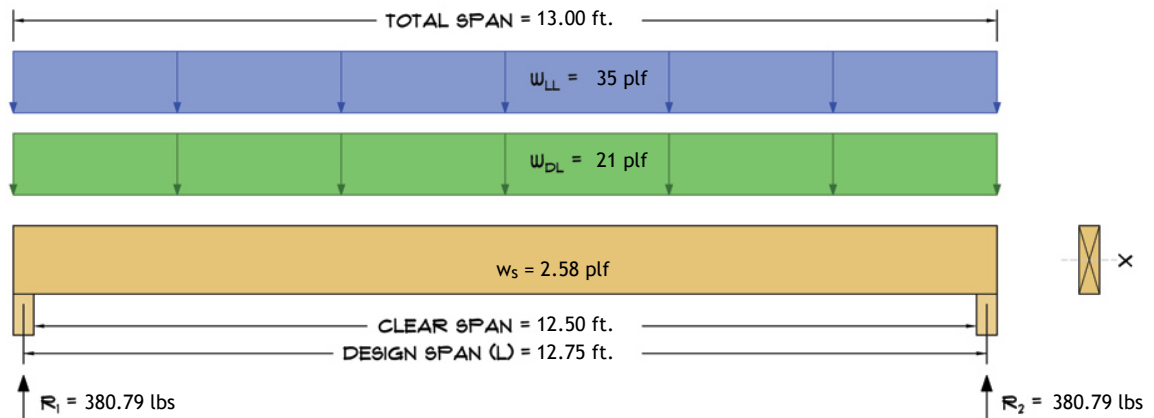 TOTAL SPAN = 13.00 ft.
WLL = 35 plf
WDL = 21 plf
ws = 2.58 plf
X
CLEAR SPAN = 12.50 ft.
DESIGN SPAN (L) = 12.75 ft.
R1 = 380.79 lbs
R2 = 380.79 lbs